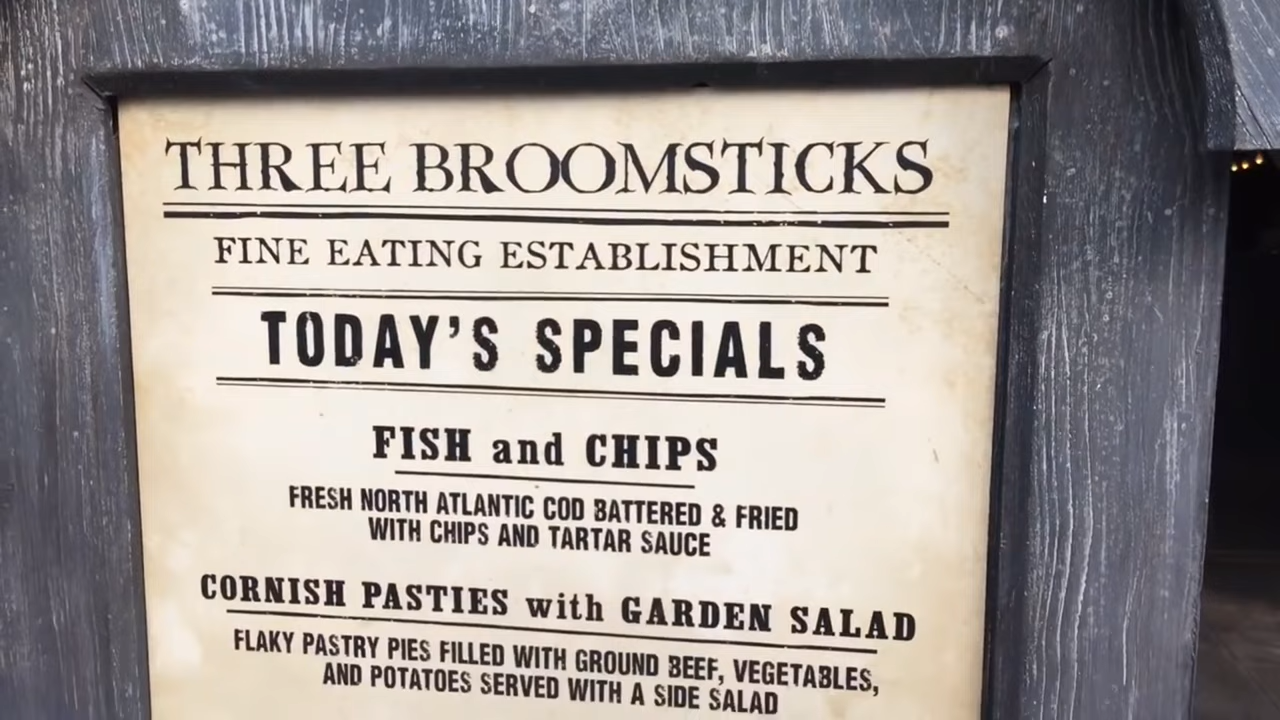 THREE BROOMSTICKS
FINE EATING ESTABLISHMENT
TODAY'S SPECIALS
FISH and CHIPS
FRESH NORTH ATLANTIC COD BATTERED & FRIED
WITH CHIPS AND TARTAR SAUCE
CORNISH PASTIES with GARDEN SALAD
FLAKY PASTRY PIES FILLED WITH GROUND BEEF, VEGETABLES,
AND POTATOES SERVED WITH A SIDE SALAD